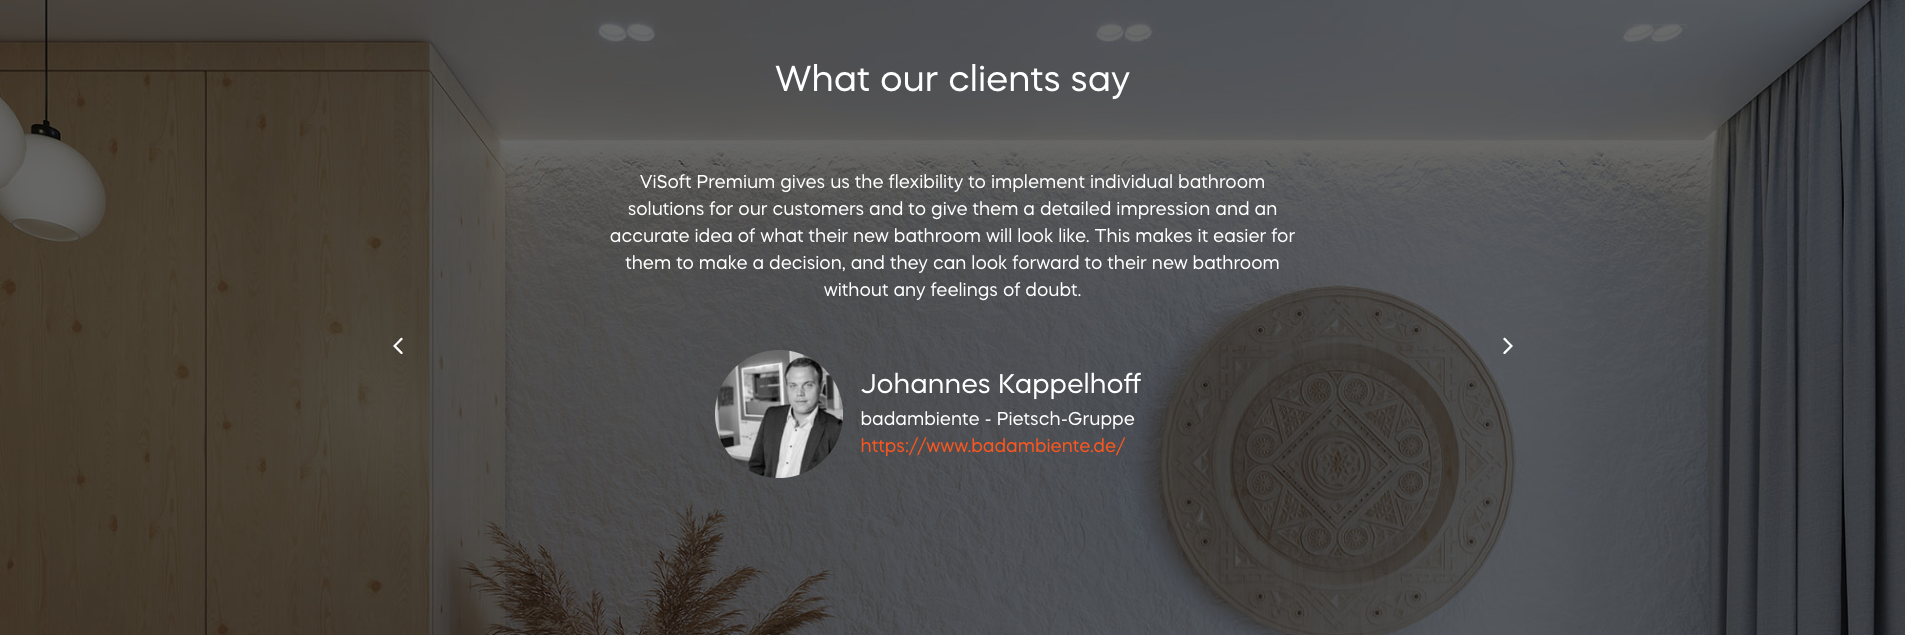 What our clients say
ViSoft Premium gives us the flexibility to implement individual bathroom
solutions for our customers and to give them a detailed impression and an
accurate idea of what their new bathroom will look like. This makes it easier for
them to make a decision, and they can look forward to their new bathroom
without any feelings of doubt.
Johannes Kappelhoff
badambiente - Pietsch-Gruppe
https://www.badambiente.de/